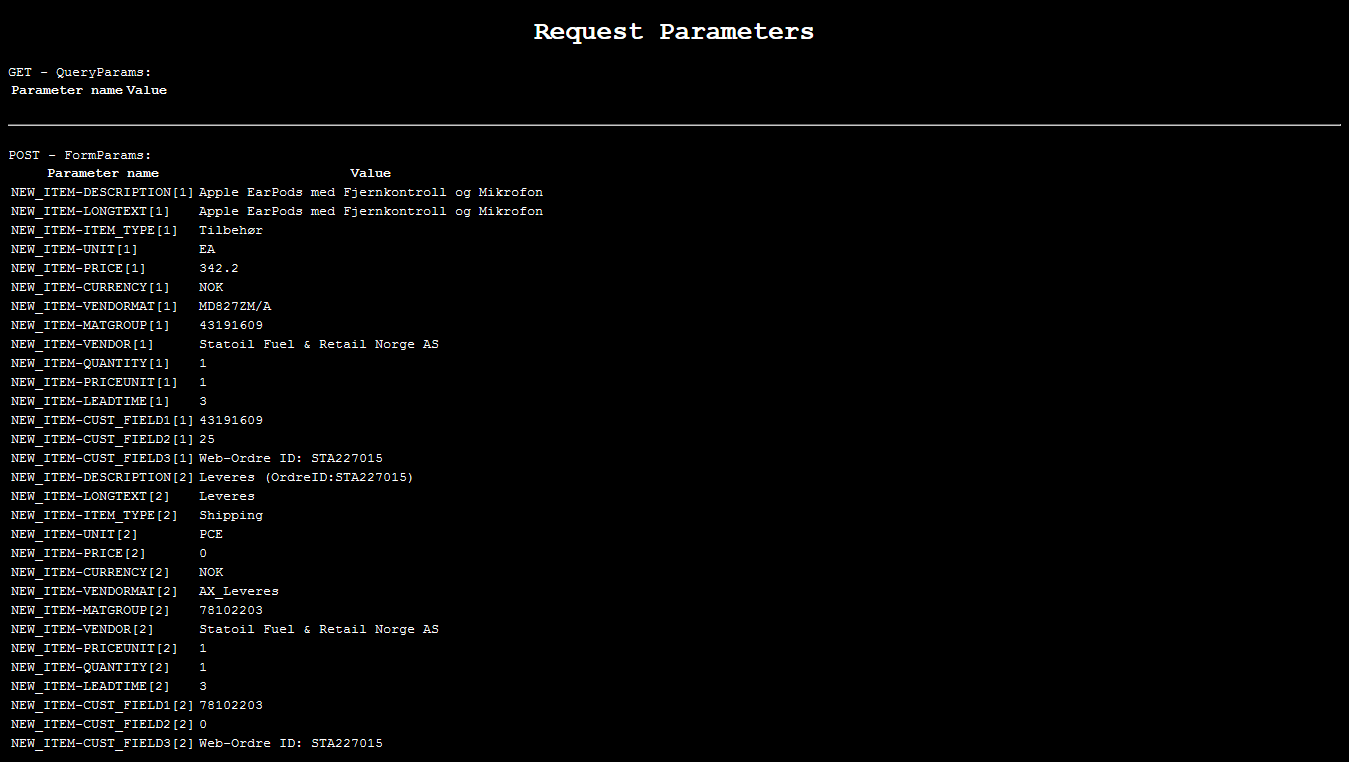 Request Parameters
GET - QueryParams:
Parameter name Value
POST - FormParams:
Parameter name Value
NEW_ITEM-DESCRIPTION[1] Apple EarPods med Fjernkontroll og Mikrofon
NEW_ITEM-LONGTEXT[1] Apple EarPods med Fjernkontroll og Mikrofon
NEW_ITEM-ITEM_TYPE[1] Tilbehør
NEW_ITEM-UNIT[1] EA
NEW_ITEM-PRICE[1] 342.2
NEW_ITEM-CURRENCY[1] NOK
NEW_ITEM-VENDORMAT[1] MD827ZM/A
NEW_ITEM-MATGROUP[1] 43191609
NEW_ITEM-VENDOR[1] Statoil Fuel & Retail Norge AS
NEW_ITEM-QUANTITY[1] 1
NEW_ITEM-PRICEUNIT[1] 1
NEW_ITEM-LEADTIME[1] 3
NEW_ITEM-CUST_FIELD1[1] 43191609
NEW_ITEM-CUST_FIELD2[1] 25
NEW_ITEM-CUST_FIELD3[1] Web-Ordre ID: STA227015
NEW_ITEM-DESCRIPTION[2] Leveres (OrdreID:STA227015)
NEW_ITEM-LONGTEXT[2] Leveres
NEW_ITEM-ITEM_TYPE[2] Shipping
NEW_ITEM-UNIT[2] PCE
NEW_ITEM-PRICE[2] 0
NEW_ITEM-CURRENCY[2] NOK
NEW_ITEM-VENDORMAT[2] AX_Leveres
NEW_ITEM-MATGROUP[2] 78102203
NEW_ITEM-VENDOR[2] Statoil Fuel & Retail Norge AS
NEW_ITEM-PRICEUNIT[2] 1
NEW_ITEM-QUANTITY[2] 1
NEW_ITEM-LEADTIME[2] 3
NEW_ITEM-CUST_FIELD1[2] 78102203
NEW_ITEM-CUST_FIELD2[2] 0
NEW_ITEM-CUST_FIELD3[2] Web-Ordre ID: STA227015